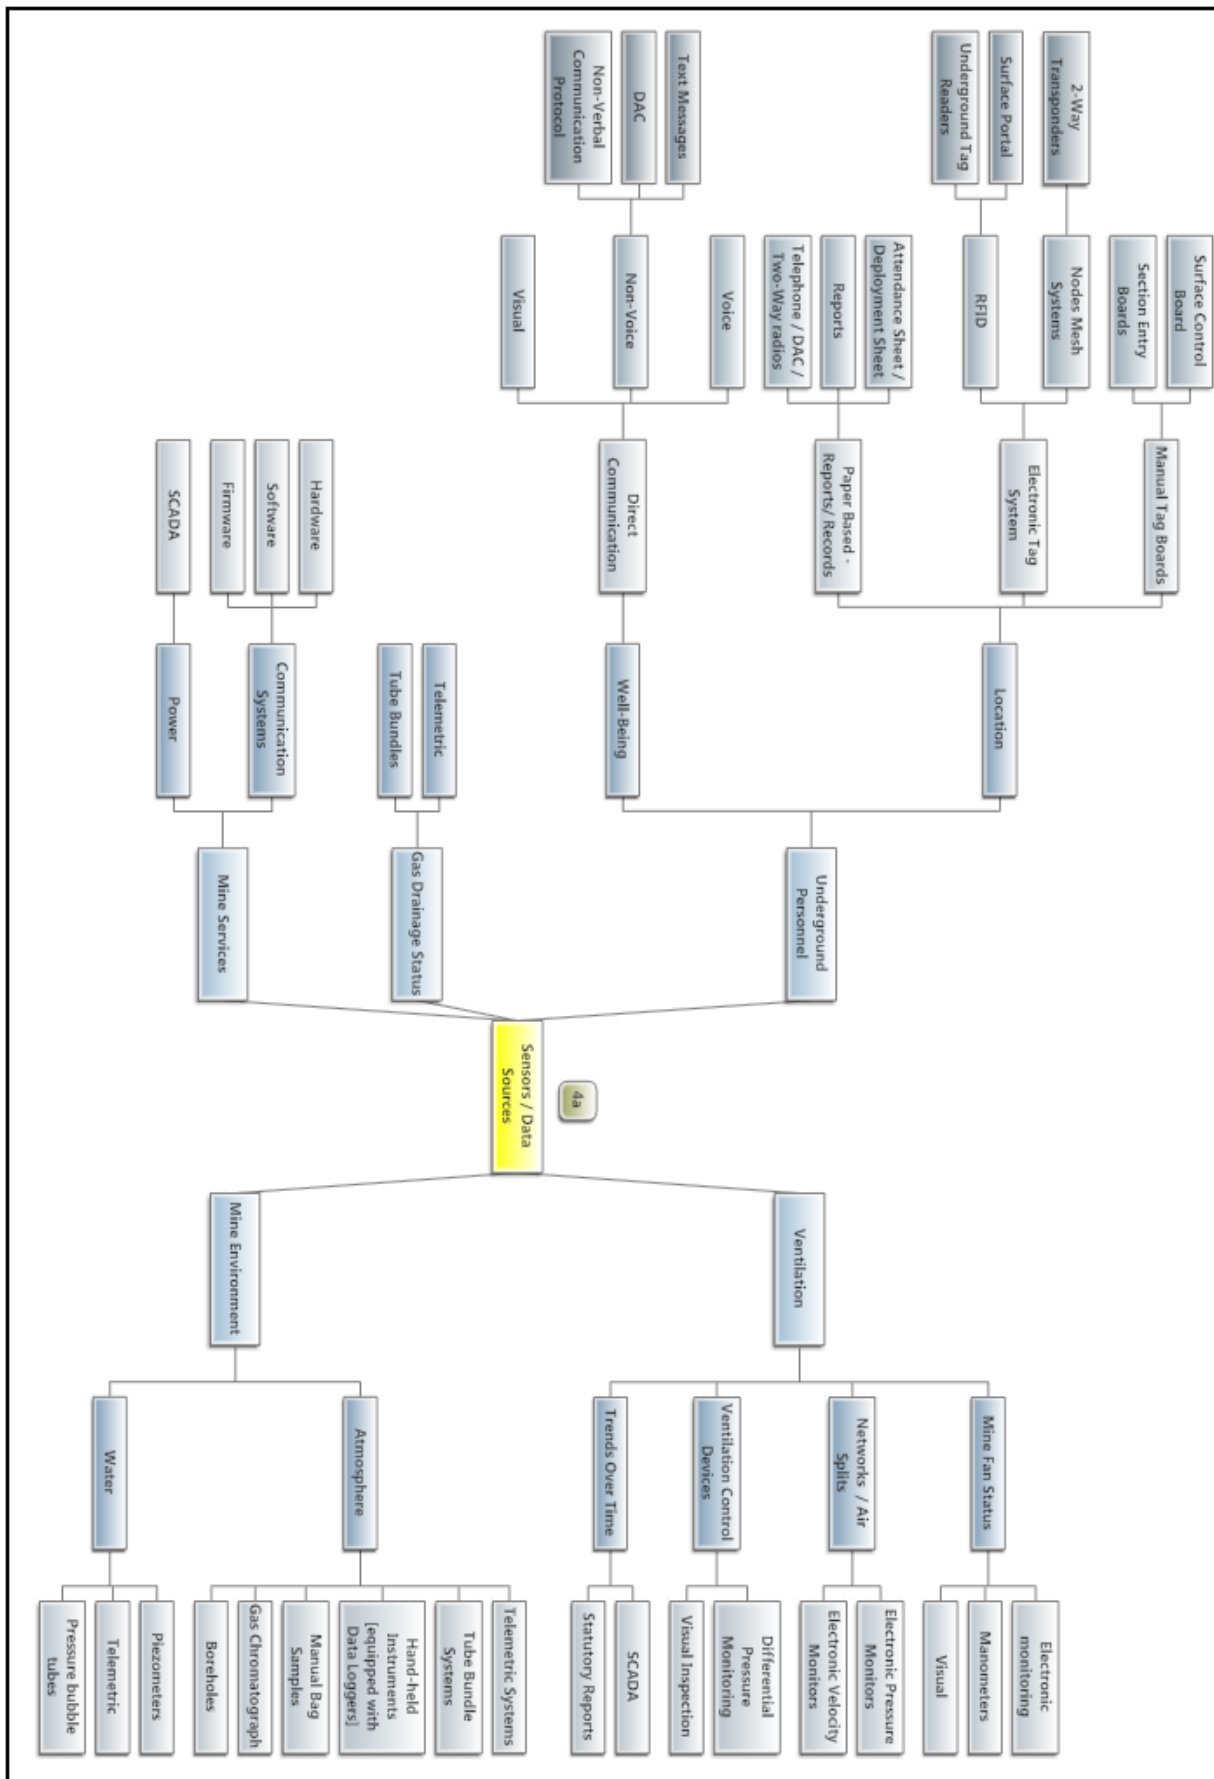 Surface Control
Board
Section Entry
Boards
Manual Tag Boards
2-Way
Transponders
Nodes Mesh
Systems
Surface Portal
Underground Tag
Readers
RFID
Electronic Tag
System
Attendance Sheet /
Deployment Sheet
Reports
Telephone / DAC /
Two-Way radios
Paper Based -
Reports/ Records
Location
Voice
Text Messages
DAC
Non-Verbal
Communication
Protocol
Non-Voice
Visual
Direct
Communication
Well-Being
Underground
Personnel
Telemetric
Tube Bundles
Gas Drainage Status
Hardware
Software
Firmware
Communication
Systems
SCADA
Power
Mine Services
4a
Sensors / Data
Sources
Ventilation
Mine Fan Status
Electronic
monitoring
Manometers
Visual
Networks / Air
Splits
Electronic Pressure
Monitors
Electronic Velocity
Monitors
Ventilation Control
Devices
Differential
Pressure
Monitoring
Visual Inspection
Trends Over Time
SCADA
Statutory Reports
Mine Environment
Atmosphere
Telemetric Systems
Tube Bundle
Systems
Hand-held
Instruments
[equipped with
Data Loggers]
Manual Bag
Samples
Gas Chromatograph
Boreholes
Water
Piezometers
Telemetric
Pressure bubble
tubes